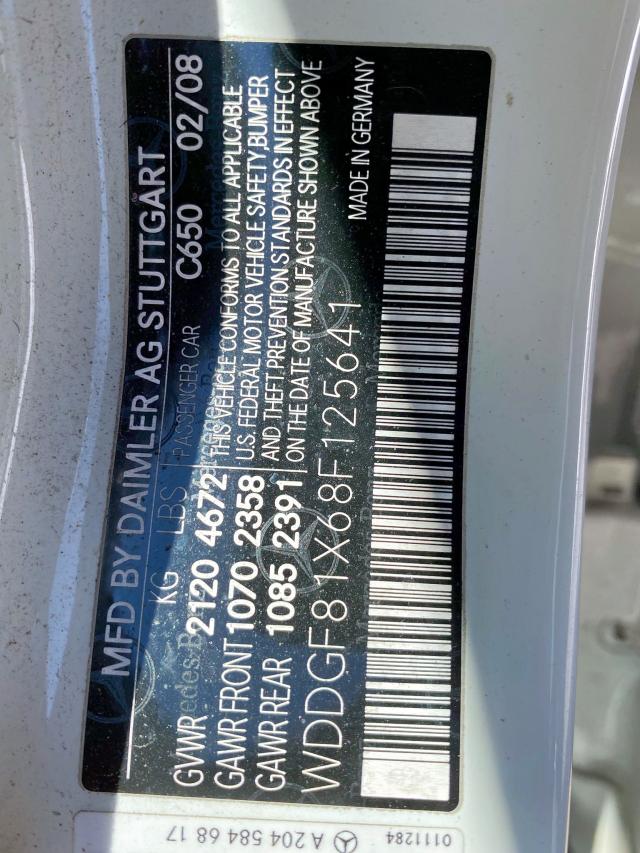 MFD BY DAIMLER AG STUTTGART C650 02/08
KG LBS PASSENGER CAR
GVWR 2120 4672 THIS VEHICLE CONFORMS TO ALL APPLICABLE
GAWR FRONT 1070 2358 U.S. FEDERAL MOTOR VEHICLE SAFETY, BUMPER
GAWR REAR 1085 2391 AND THEFT PREVENTION STANDARDS IN EFFECT
ON THE DATE OF MANUFACTURE SHOWN ABOVE
WDDGF81X68F125641 MADE IN GERMANY
0111284 A 204 584 68 17